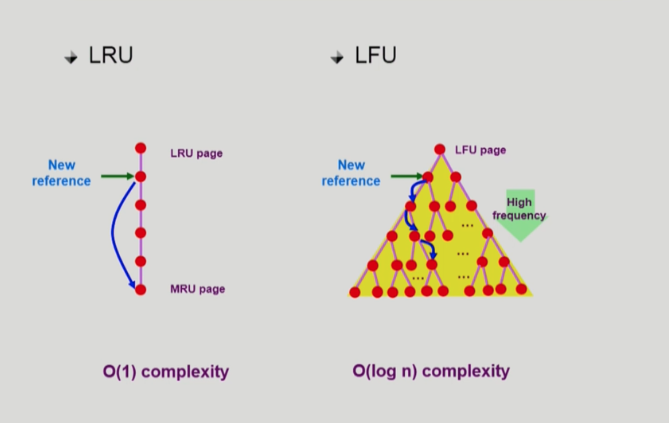 LRU
LFU
LRU page
New
reference
MRU page
O(1) complexity
LFU page
New
reference
High
frequency
...
...
...
...
O(log n) complexity